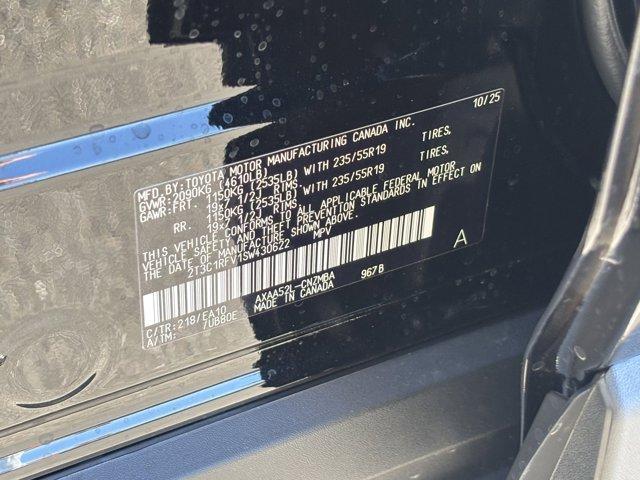 MFD.BY:TOYOTA MOTOR MANUFACTURING CANADA INC. 10/25
GVWR:2090KG (4610LB)
GAWR:FRT. 1150KG (2535LB) WITH 235/55R19 TIRES,
19x7 1/2J RIMS,
RR. 1150KG (2535LB) WITH 235/55R19 TIRES,
19x7 1/2J RIMS,
THIS VEHICLE CONFORMS TO ALL APPLICABLE FEDERAL MOTOR
VEHICLE SAFETY AND THEFT PREVENTION STANDARDS IN EFFECT ON
THE DATE OF MANUFACTURE SHOWN ABOVE.
2T3C1RFV1SW430622 MPV
A
C/TR:218/EA10 AXAA52L-CNZMBA 967B
A/TM: 7UB80E MADE IN CANADA